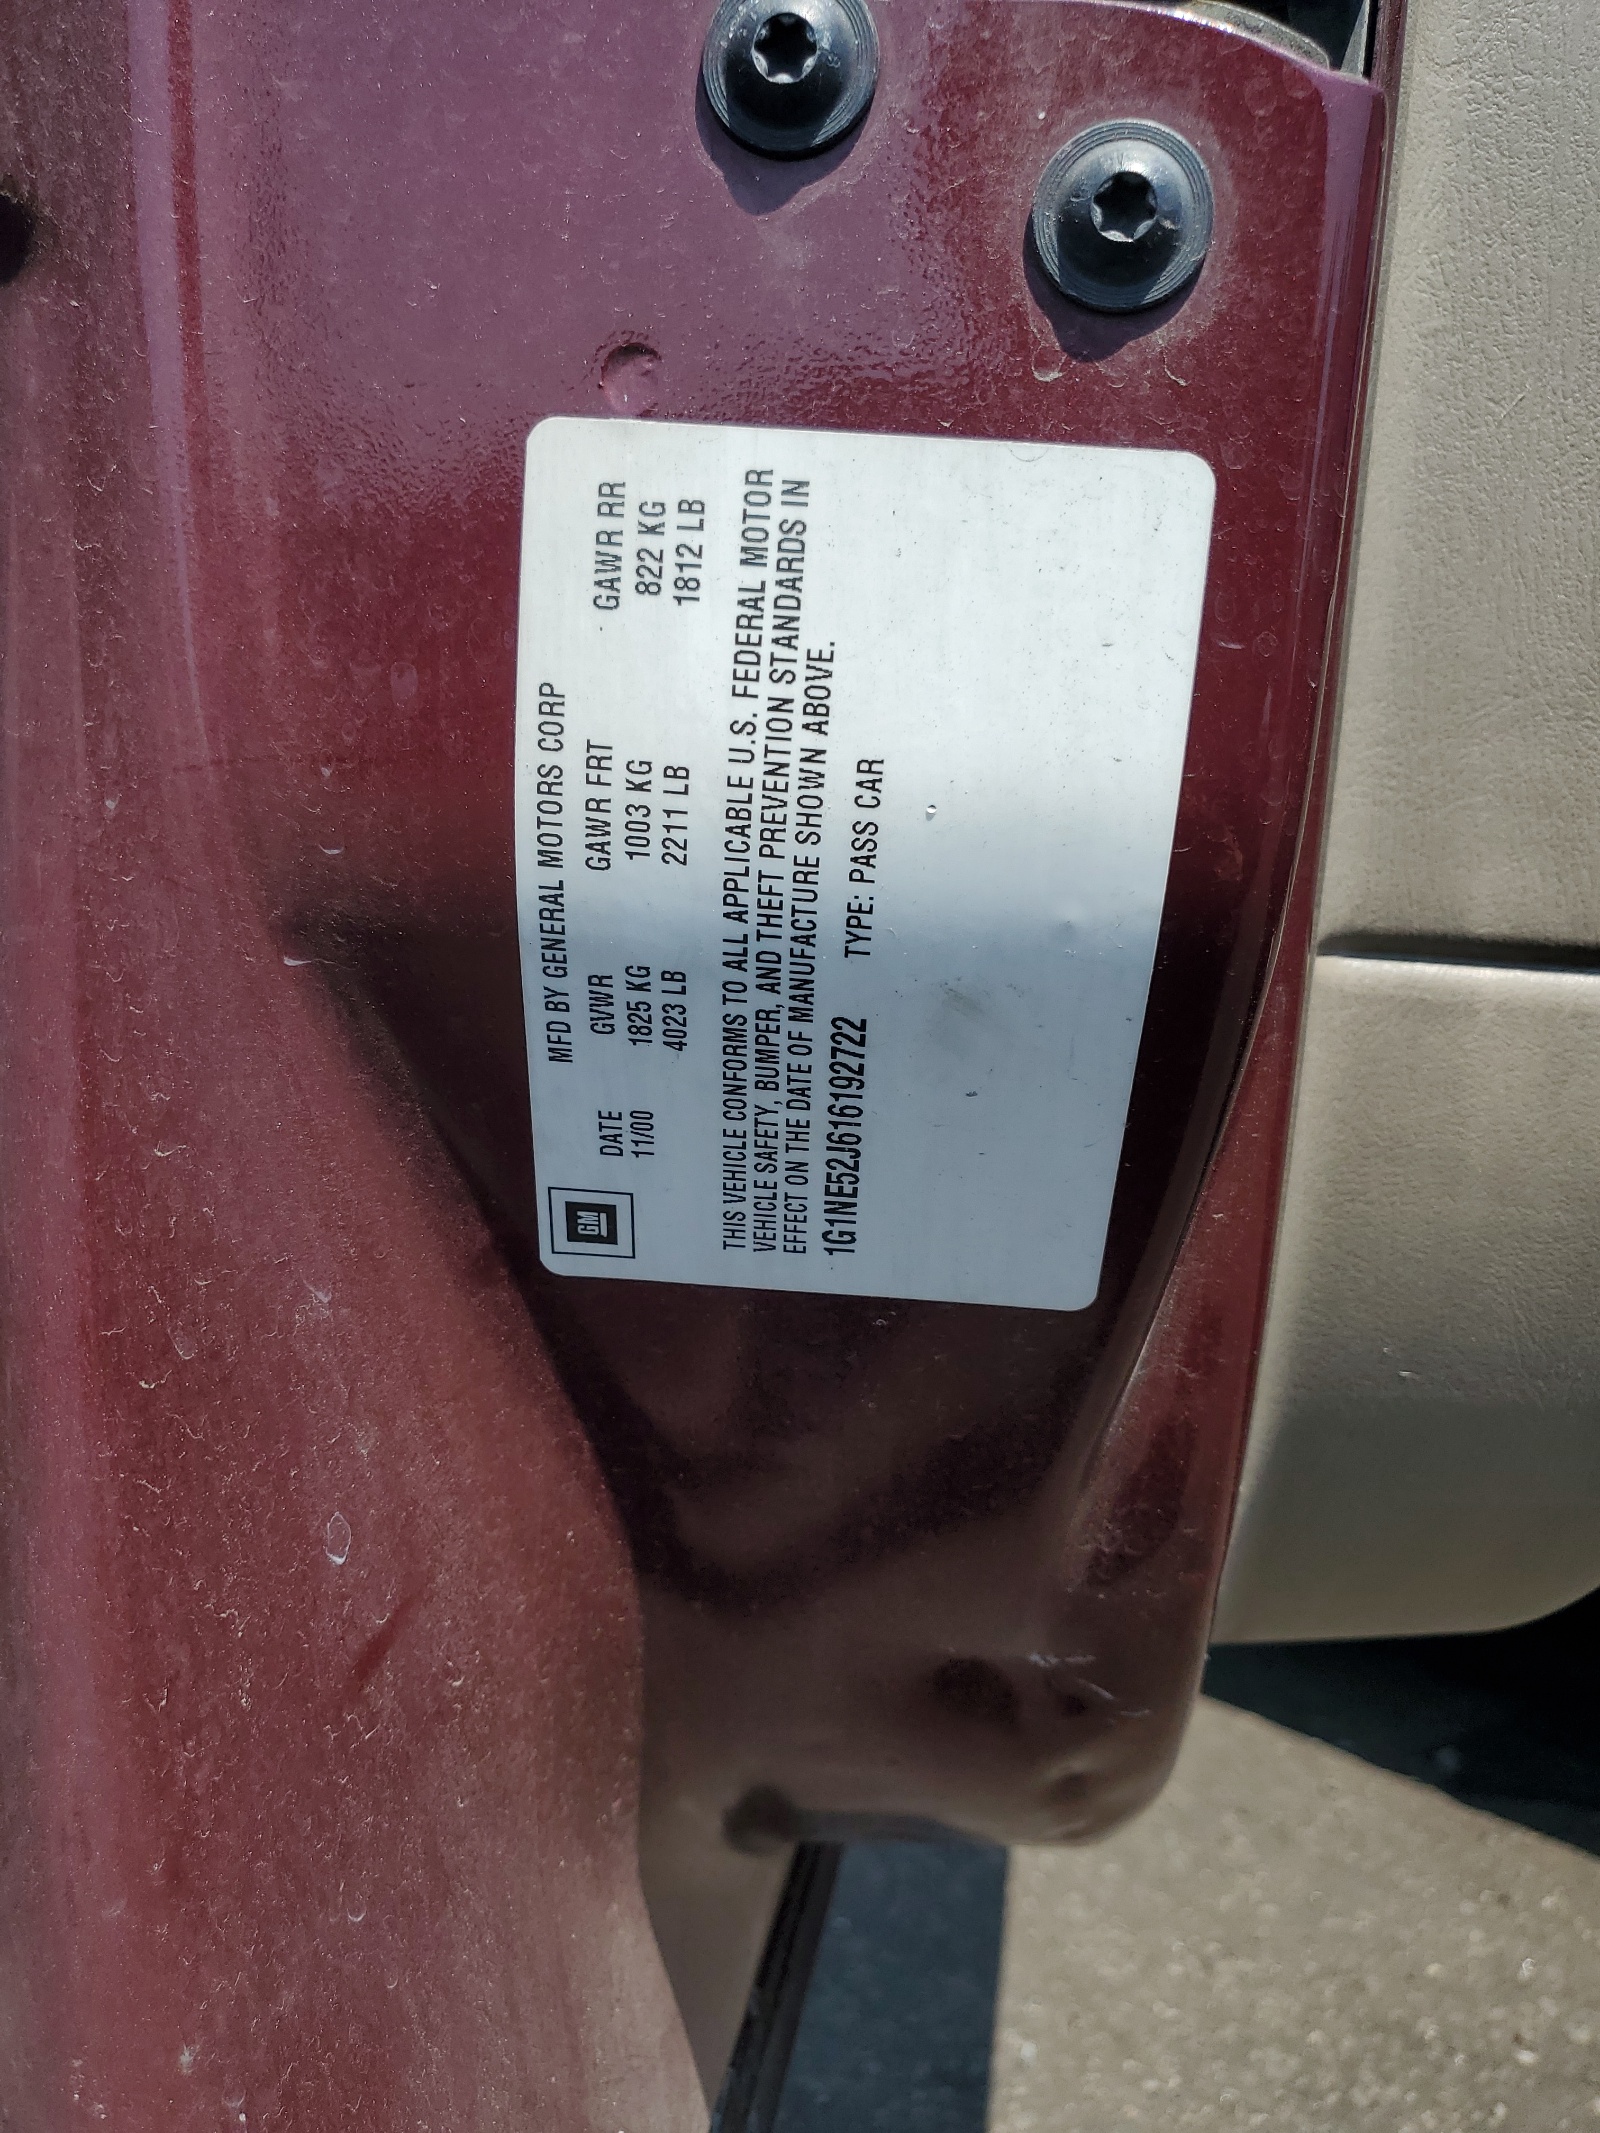 GM
MFD BY GENERAL MOTORS CORP
DATE GVWR GAWR FRT GAWR RR
11/00 1825 KG 1003 KG 822 KG
4023 LB 2211 LB 1812 LB
THIS VEHICLE CONFORMS TO ALL APPLICABLE U.S. FEDERAL MOTOR
VEHICLE SAFETY, BUMPER, AND THEFT PREVENTION STANDARDS IN
EFFECT ON THE DATE OF MANUFACTURE SHOWN ABOVE.
1G1NE52J616192722 TYPE: PASS CAR